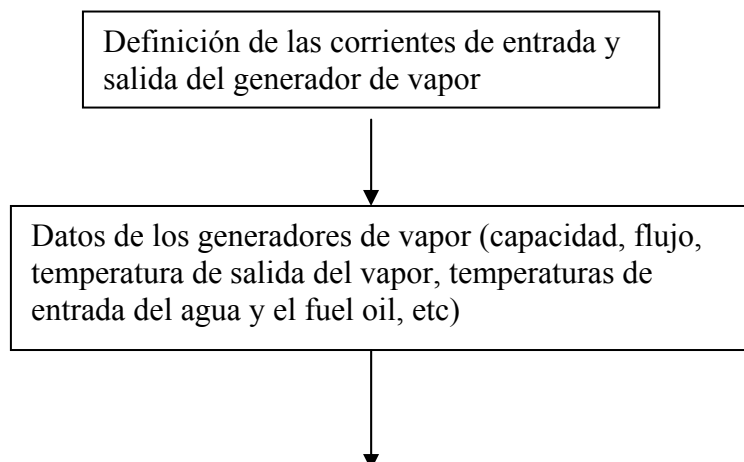 Definición de las corrientes de entrada y
salida del generador de vapor
Datos de los generadores de vapor (capacidad, flujo,
temperatura de salida del vapor, temperaturas de
entrada del agua y el fuel oil, etc)